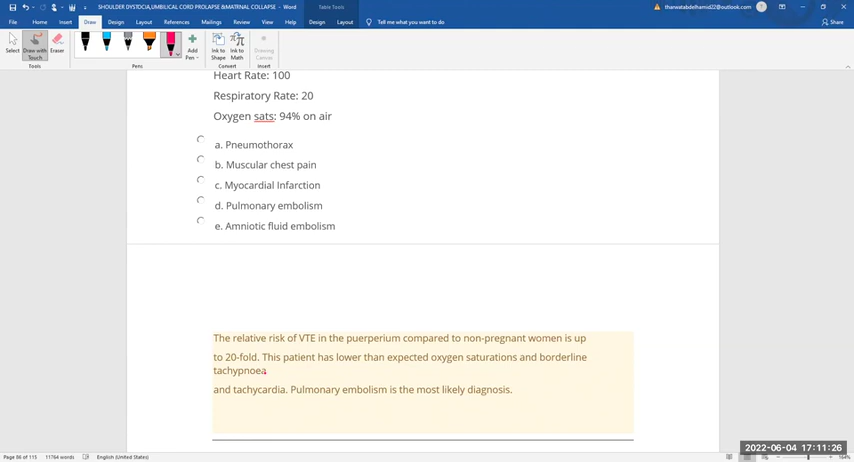 SHOULDER DYSTOCIA,UMBILICAL CORD PROLAPSE &MATENAL COLLAPSE - Word
Table Tools
tharwatabdelhamid22@outlook.com
File Home Insert Draw Design Layout References Mailings Review View Help Design Layout Tell me what you want to do Share
Select
Draw with Touch
Eraser
Add Pen
Ink to Shape
Ink to Math
Drawing Canvas
Tools Pens Convert Insert
Heart Rate: 100
Respiratory Rate: 20
Oxygen sats: 94% on air
a. Pneumothorax
b. Muscular chest pain
c. Myocardial Infarction
d. Pulmonary embolism
e. Amniotic fluid embolism
The relative risk of VTE in the puerperium compared to non-pregnant women is up
to 20-fold. This patient has lower than expected oxygen saturations and borderline
tachypnoea
and tachycardia. Pulmonary embolism is the most likely diagnosis.
2022-06-04 17:11:26
Page 86 of 115 11764 words English (United States) 164%